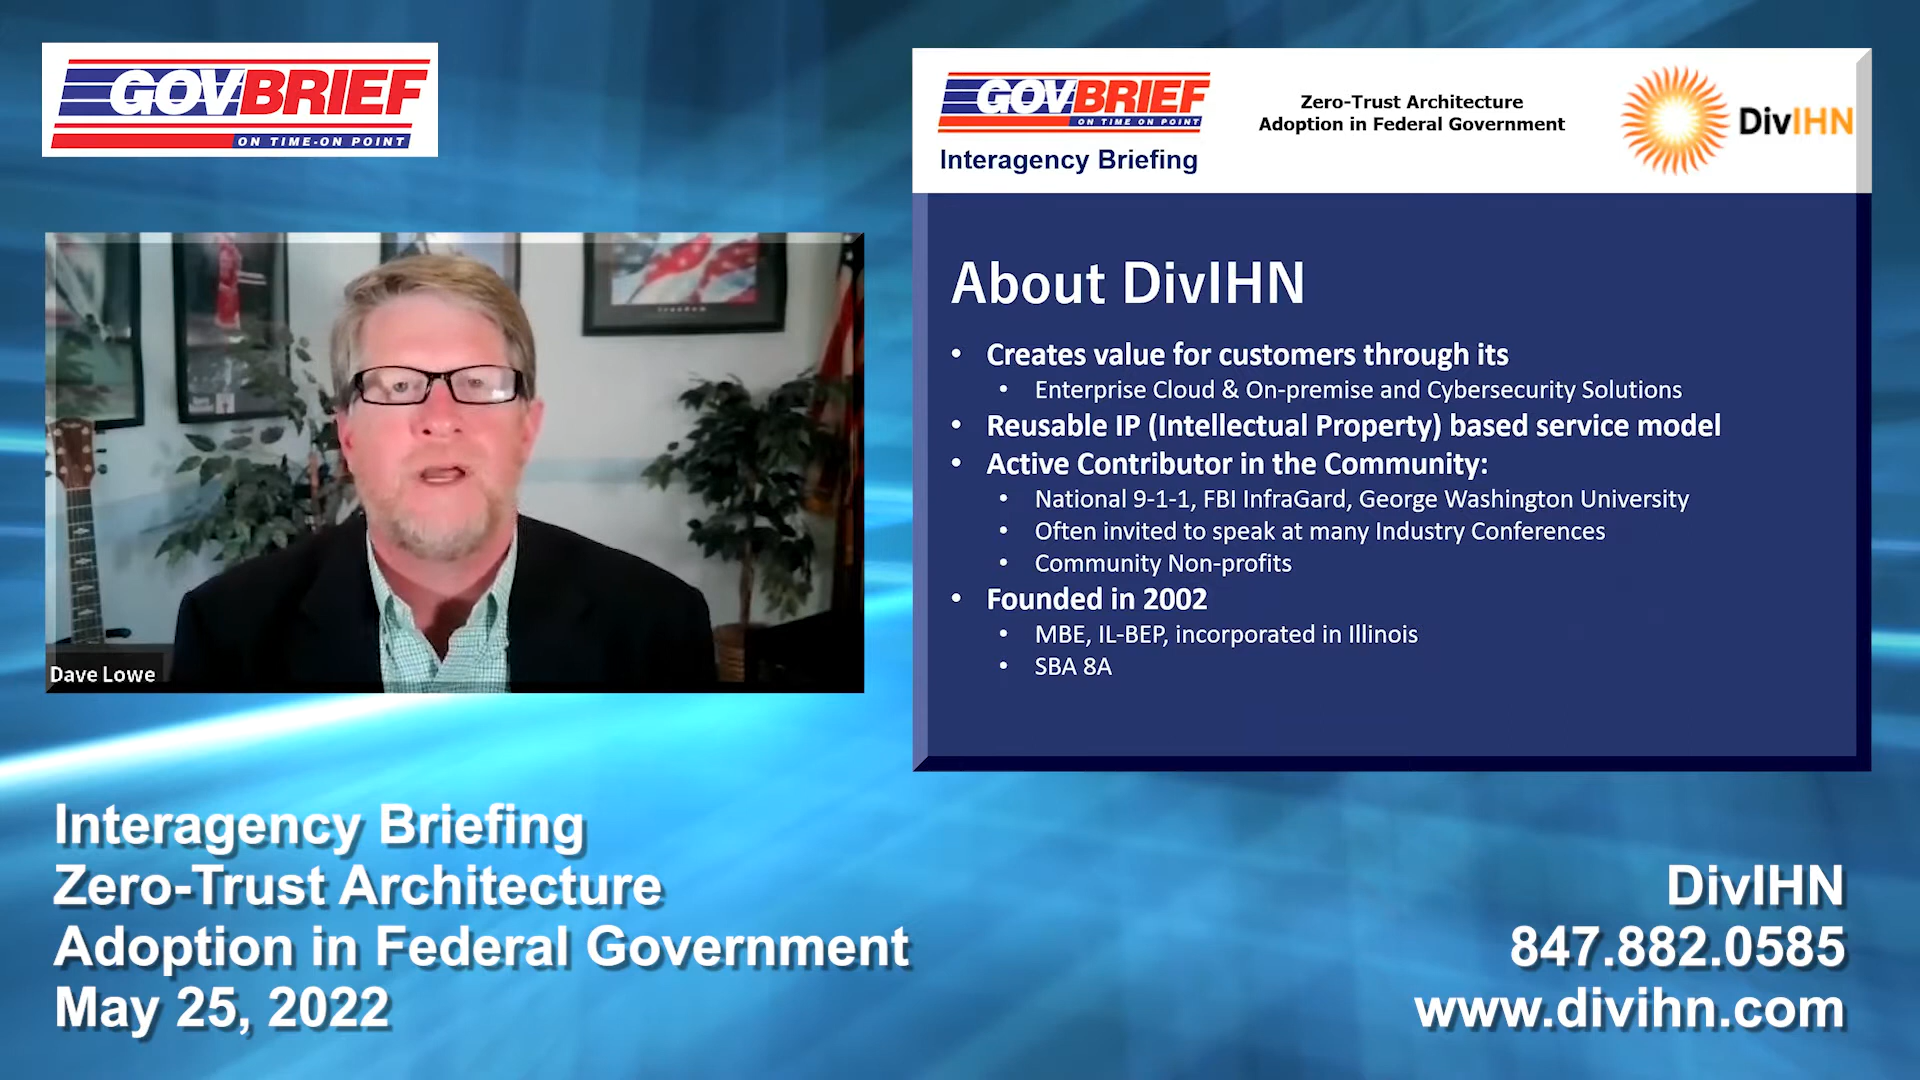 GOVBRIEF
ON TIME-ON POINT
GOVBRIEF
ON TIME ON POINT
Interagency Briefing
Zero-Trust Architecture
Adoption in Federal Government
DivIHN
About DivIHN
• Creates value for customers through its
• Enterprise Cloud & On-premise and Cybersecurity Solutions
• Reusable IP (Intellectual Property) based service model
• Active Contributor in the Community:
• National 9-1-1, FBI InfraGard, George Washington University
• Often invited to speak at many Industry Conferences
• Community Non-profits
• Founded in 2002
• MBE, IL-BEP, incorporated in Illinois
• SBA 8A
Dave Lowe
Interagency Briefing
Zero-Trust Architecture
Adoption in Federal Government
May 25, 2022
DivIHN
847.882.0585
www.divihn.com